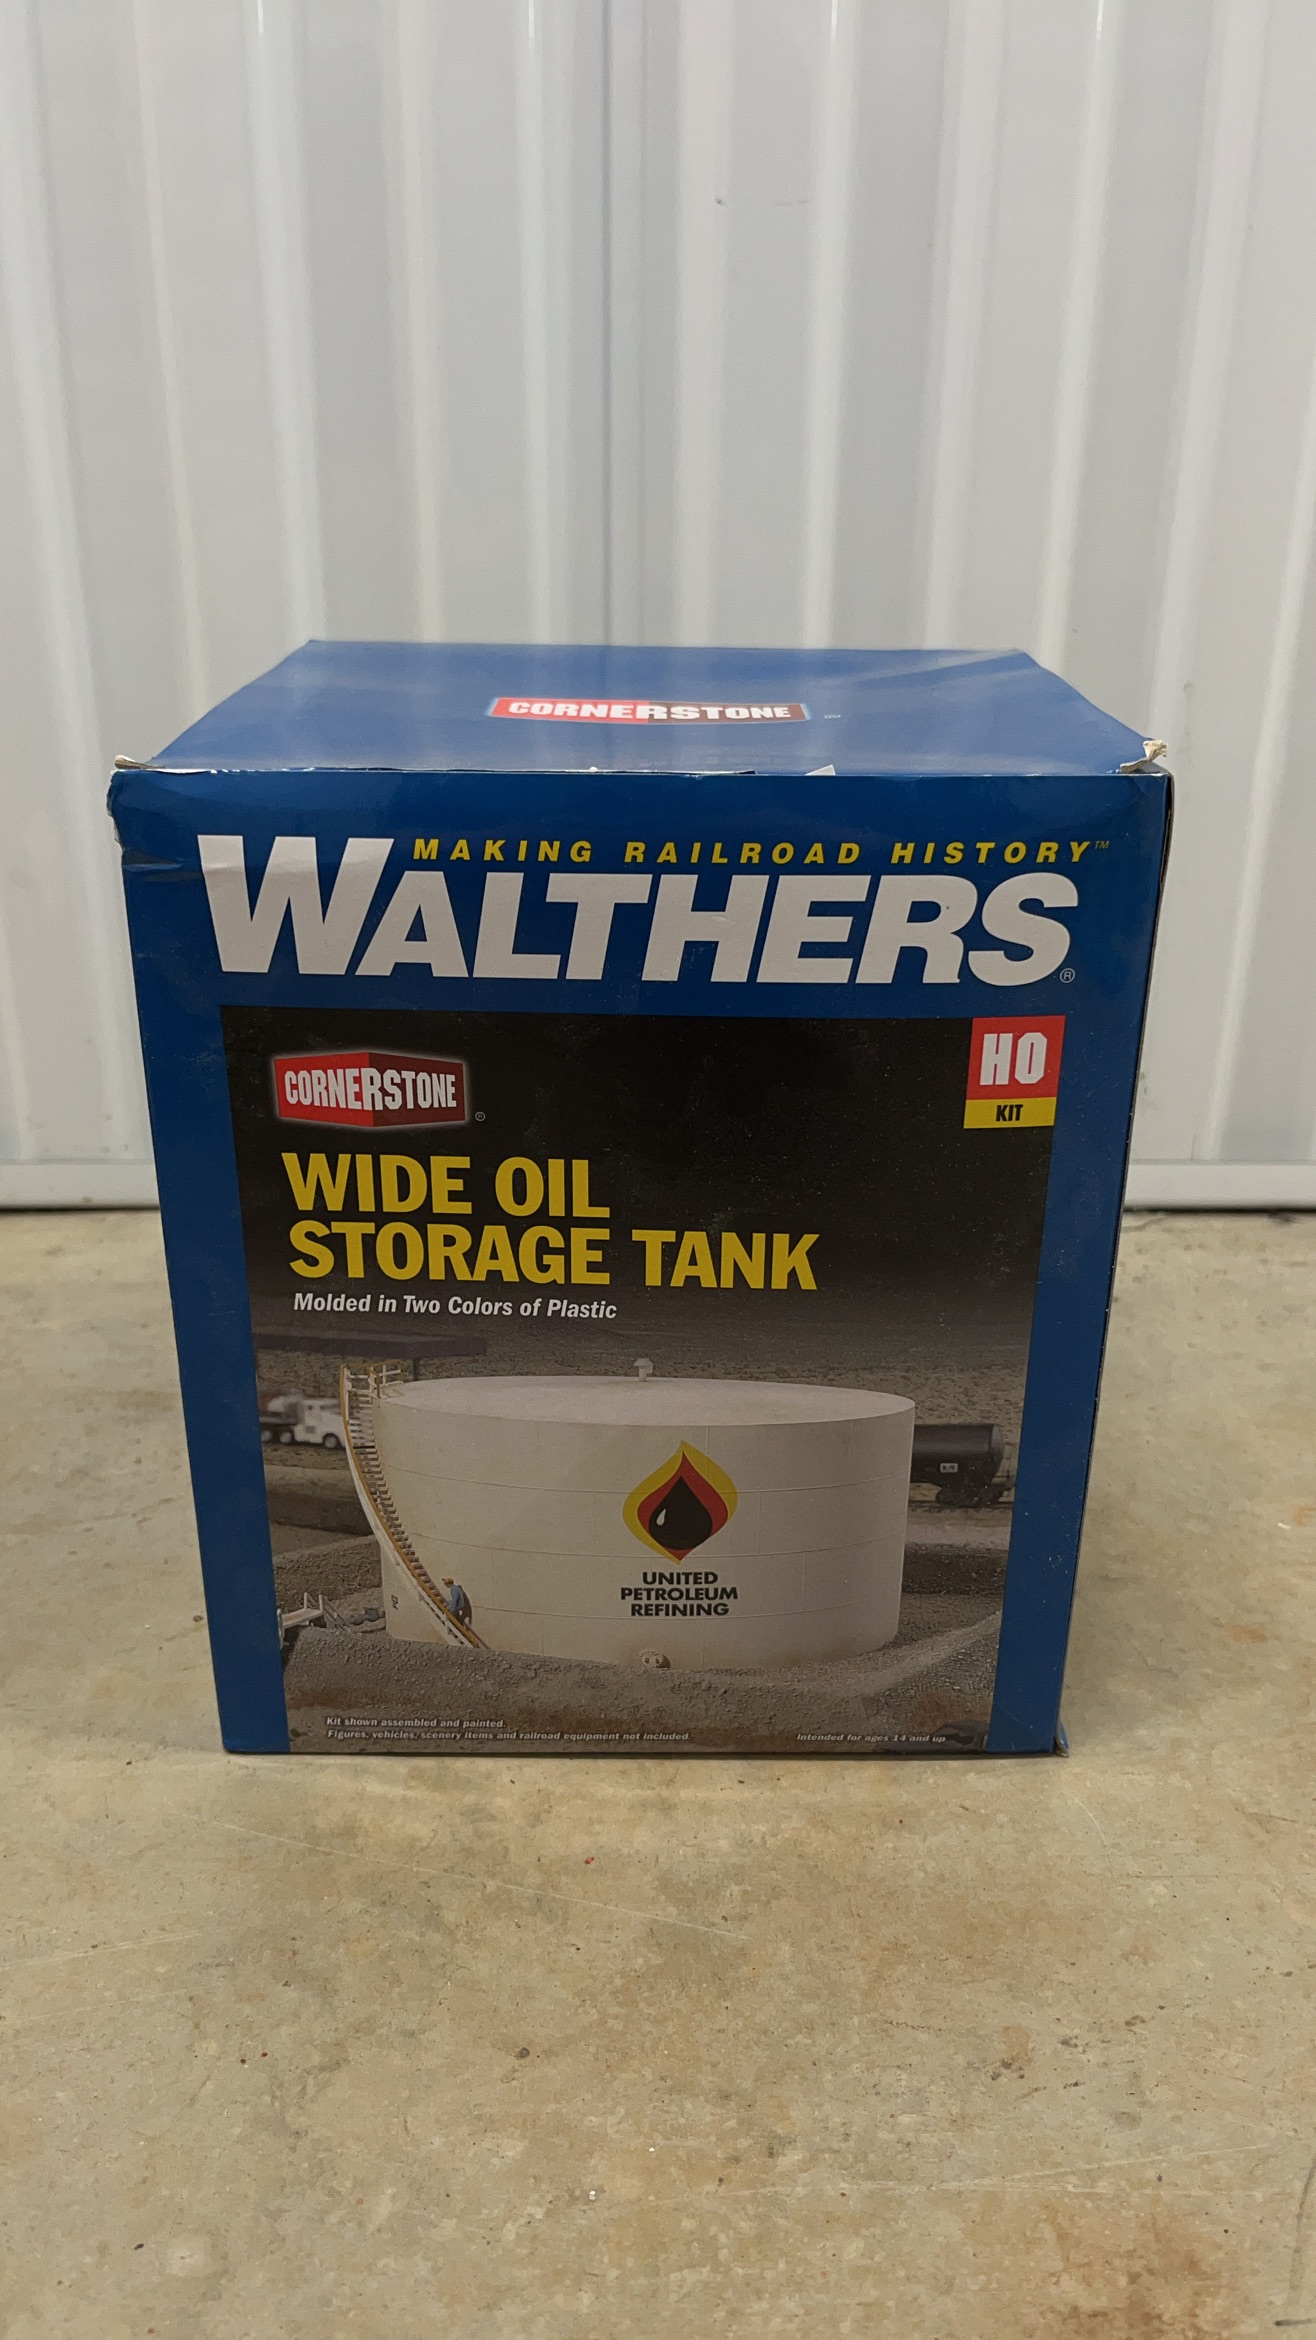 CORNERSTONE
MAKING RAILROAD HISTORY™
WALTHERS®
HO
KIT
CORNERSTONE®
WIDE OIL
STORAGE TANK
Molded in Two Colors of Plastic
UNITED
PETROLEUM
REFINING
Kit shown assembled and painted.
Figures, vehicles, scenery items and railroad equipment not included.
Intended for ages 14 and up